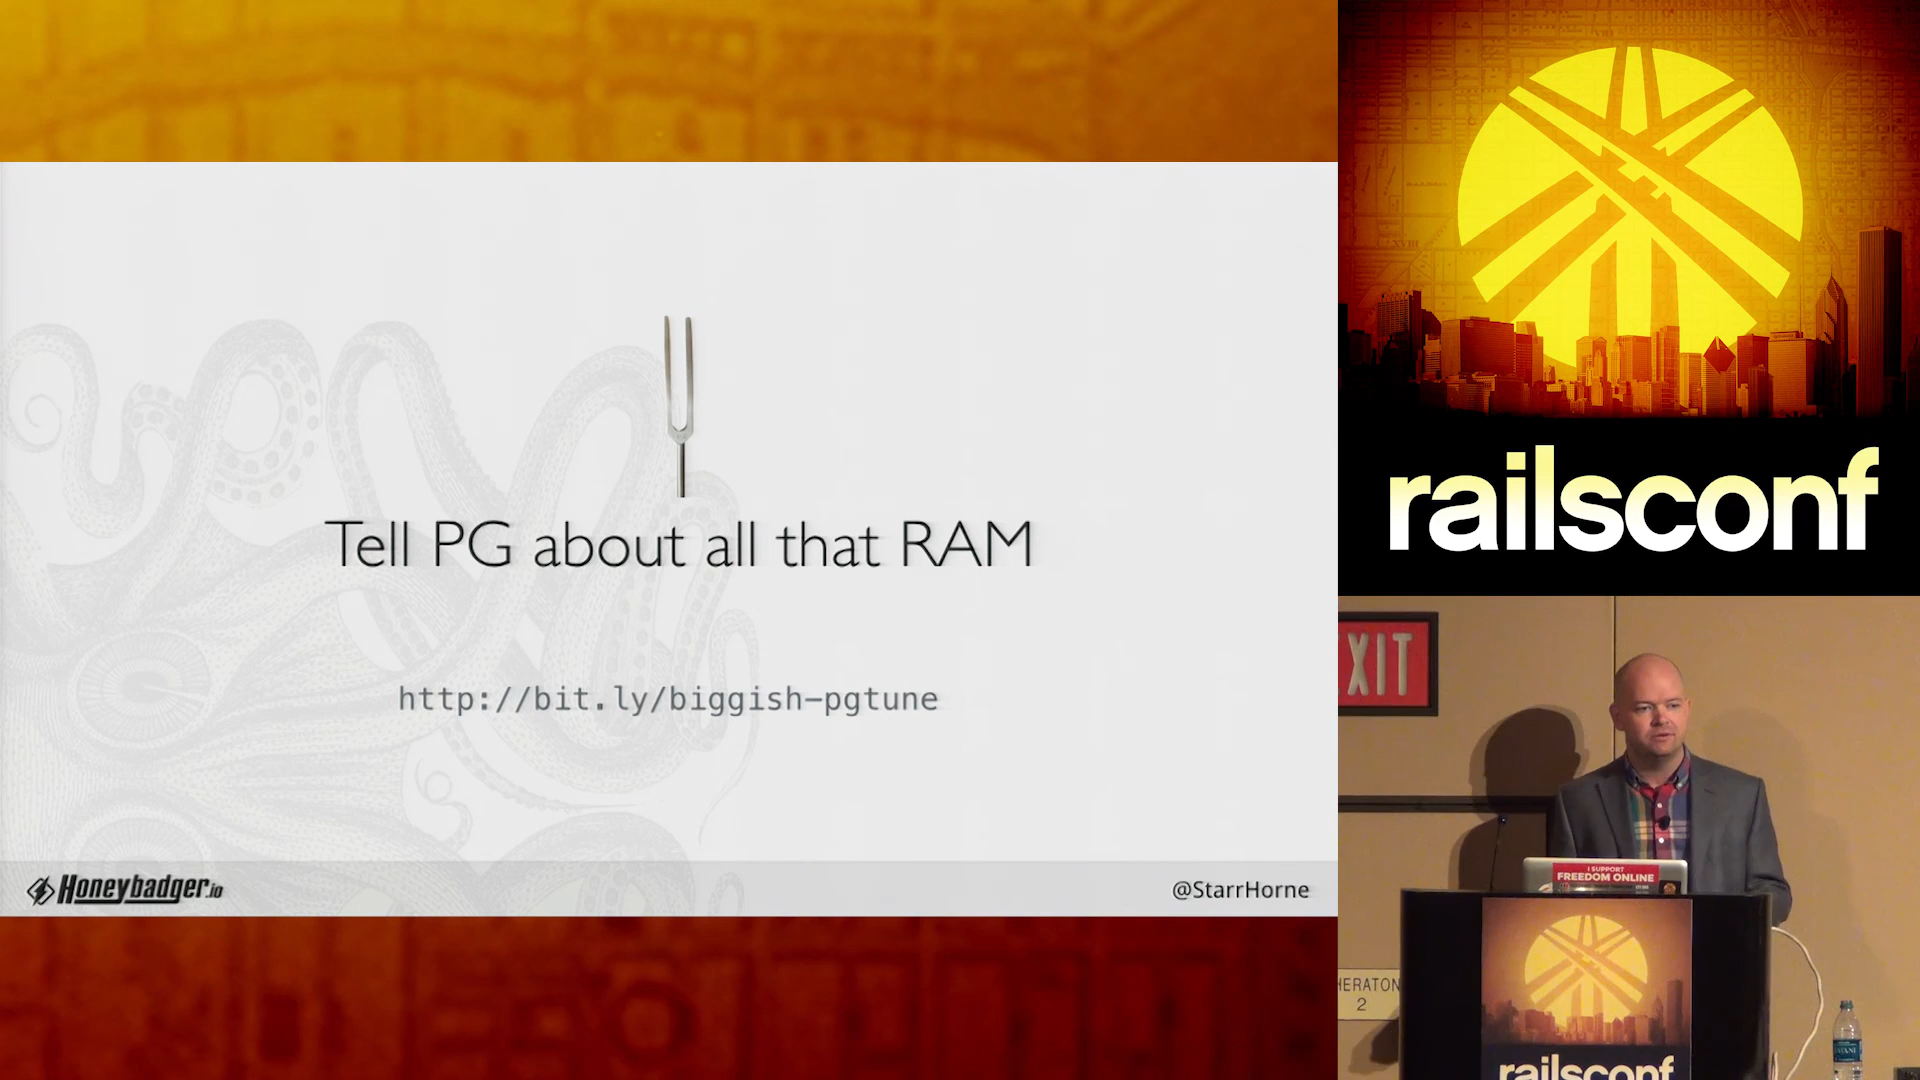 Tell PG about all that RAM
http://bit.ly/biggish-pgtune
Honeybadger.io
@StarrHorne
railsconf
EXIT
I SUPPORT
FREEDOM ONLINE
HERATON
2
railsconf